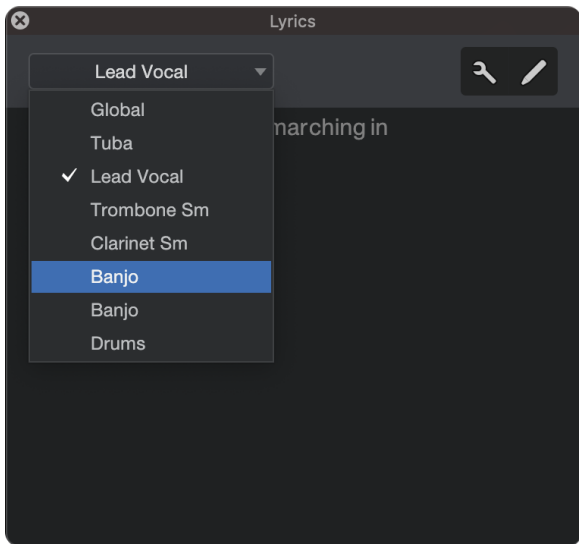 Lyrics
Lead Vocal
Global
marching in
Tuba
Lead Vocal
Trombone Sm
Clarinet Sm
Banjo
Banjo
Drums